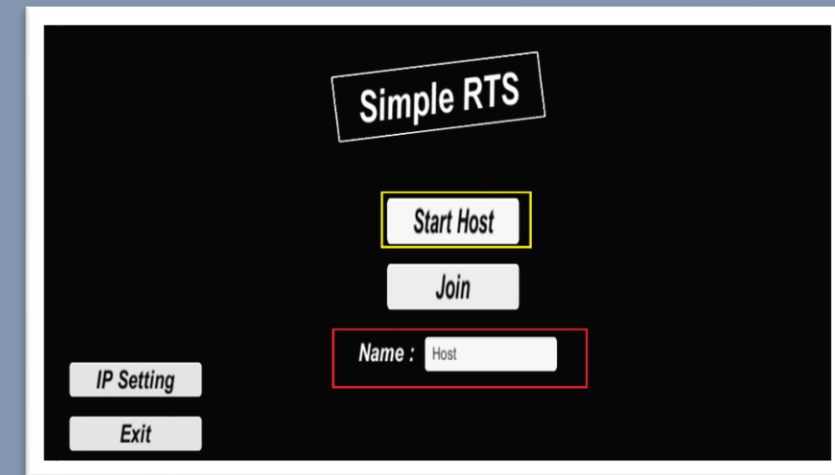 Simple RTS
Start Host
Join
Name : Host
IP Setting
Exit